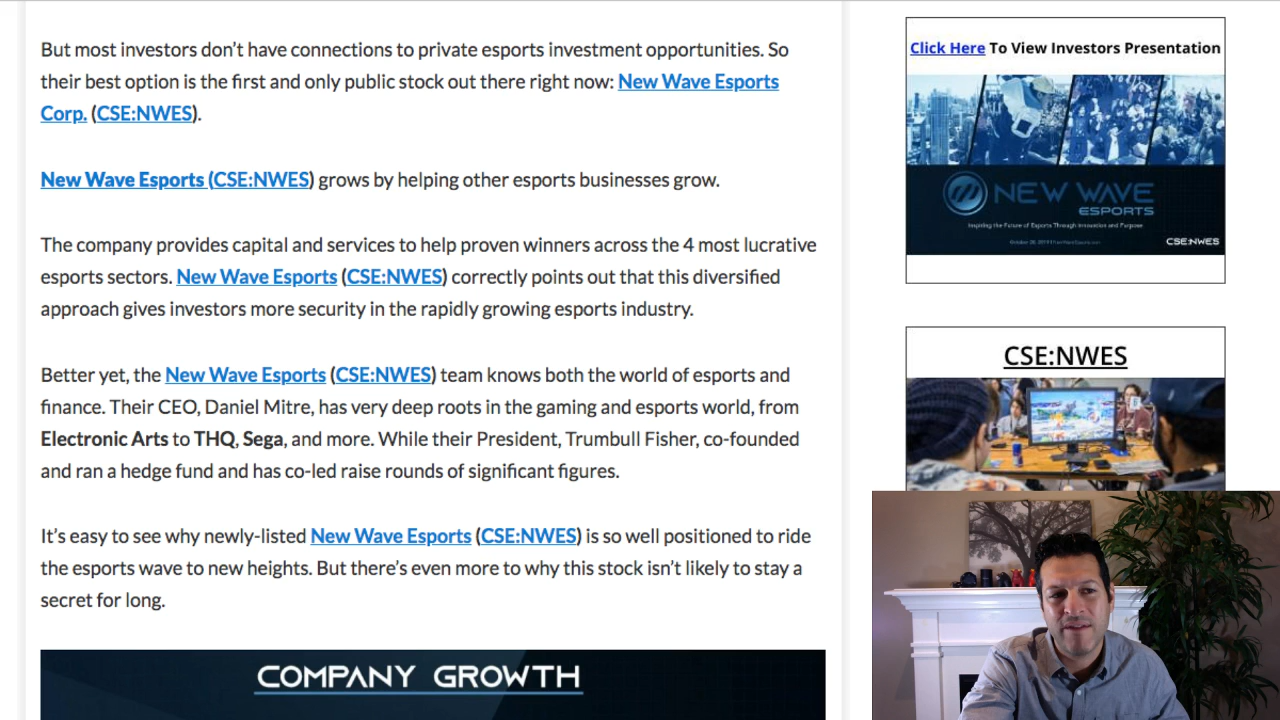 But most investors don't have connections to private esports investment opportunities. So
their best option is the first and only public stock out there right now: New Wave Esports
Corp. (CSE:NWES).
New Wave Esports (CSE:NWES) grows by helping other esports businesses grow.
The company provides capital and services to help proven winners across the 4 most lucrative
esports sectors. New Wave Esports (CSE:NWES) correctly points out that this diversified
approach gives investors more security in the rapidly growing esports industry.
Better yet, the New Wave Esports (CSE:NWES) team knows both the world of esports and
finance. Their CEO, Daniel Mitre, has very deep roots in the gaming and esports world, from
Electronic Arts to THQ, Sega, and more. While their President, Trumbull Fisher, co-founded
and ran a hedge fund and has co-led raise rounds of significant figures.
It's easy to see why newly-listed New Wave Esports (CSE:NWES) is so well positioned to ride
the esports wave to new heights. But there's even more to why this stock isn't likely to stay a
secret for long.
COMPANY GROWTH
Click Here To View Investors Presentation
NEW WAVE
ESPORTS
Inspiring the Future of Esports Through Innovation and Purpose
CSE:NWES
CSE:NWES